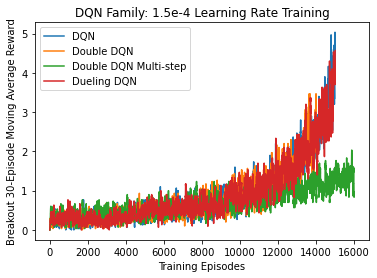 DQN Family: 1.5e-4 Learning Rate Training
Breakout 30-Episode Moving Average Reward
5
4
3
2
1
0
DQN
Double DQN
Double DQN Multi-step
Dueling DQN
0 2000 4000 6000 8000 10000 12000 14000 16000
Training Episodes